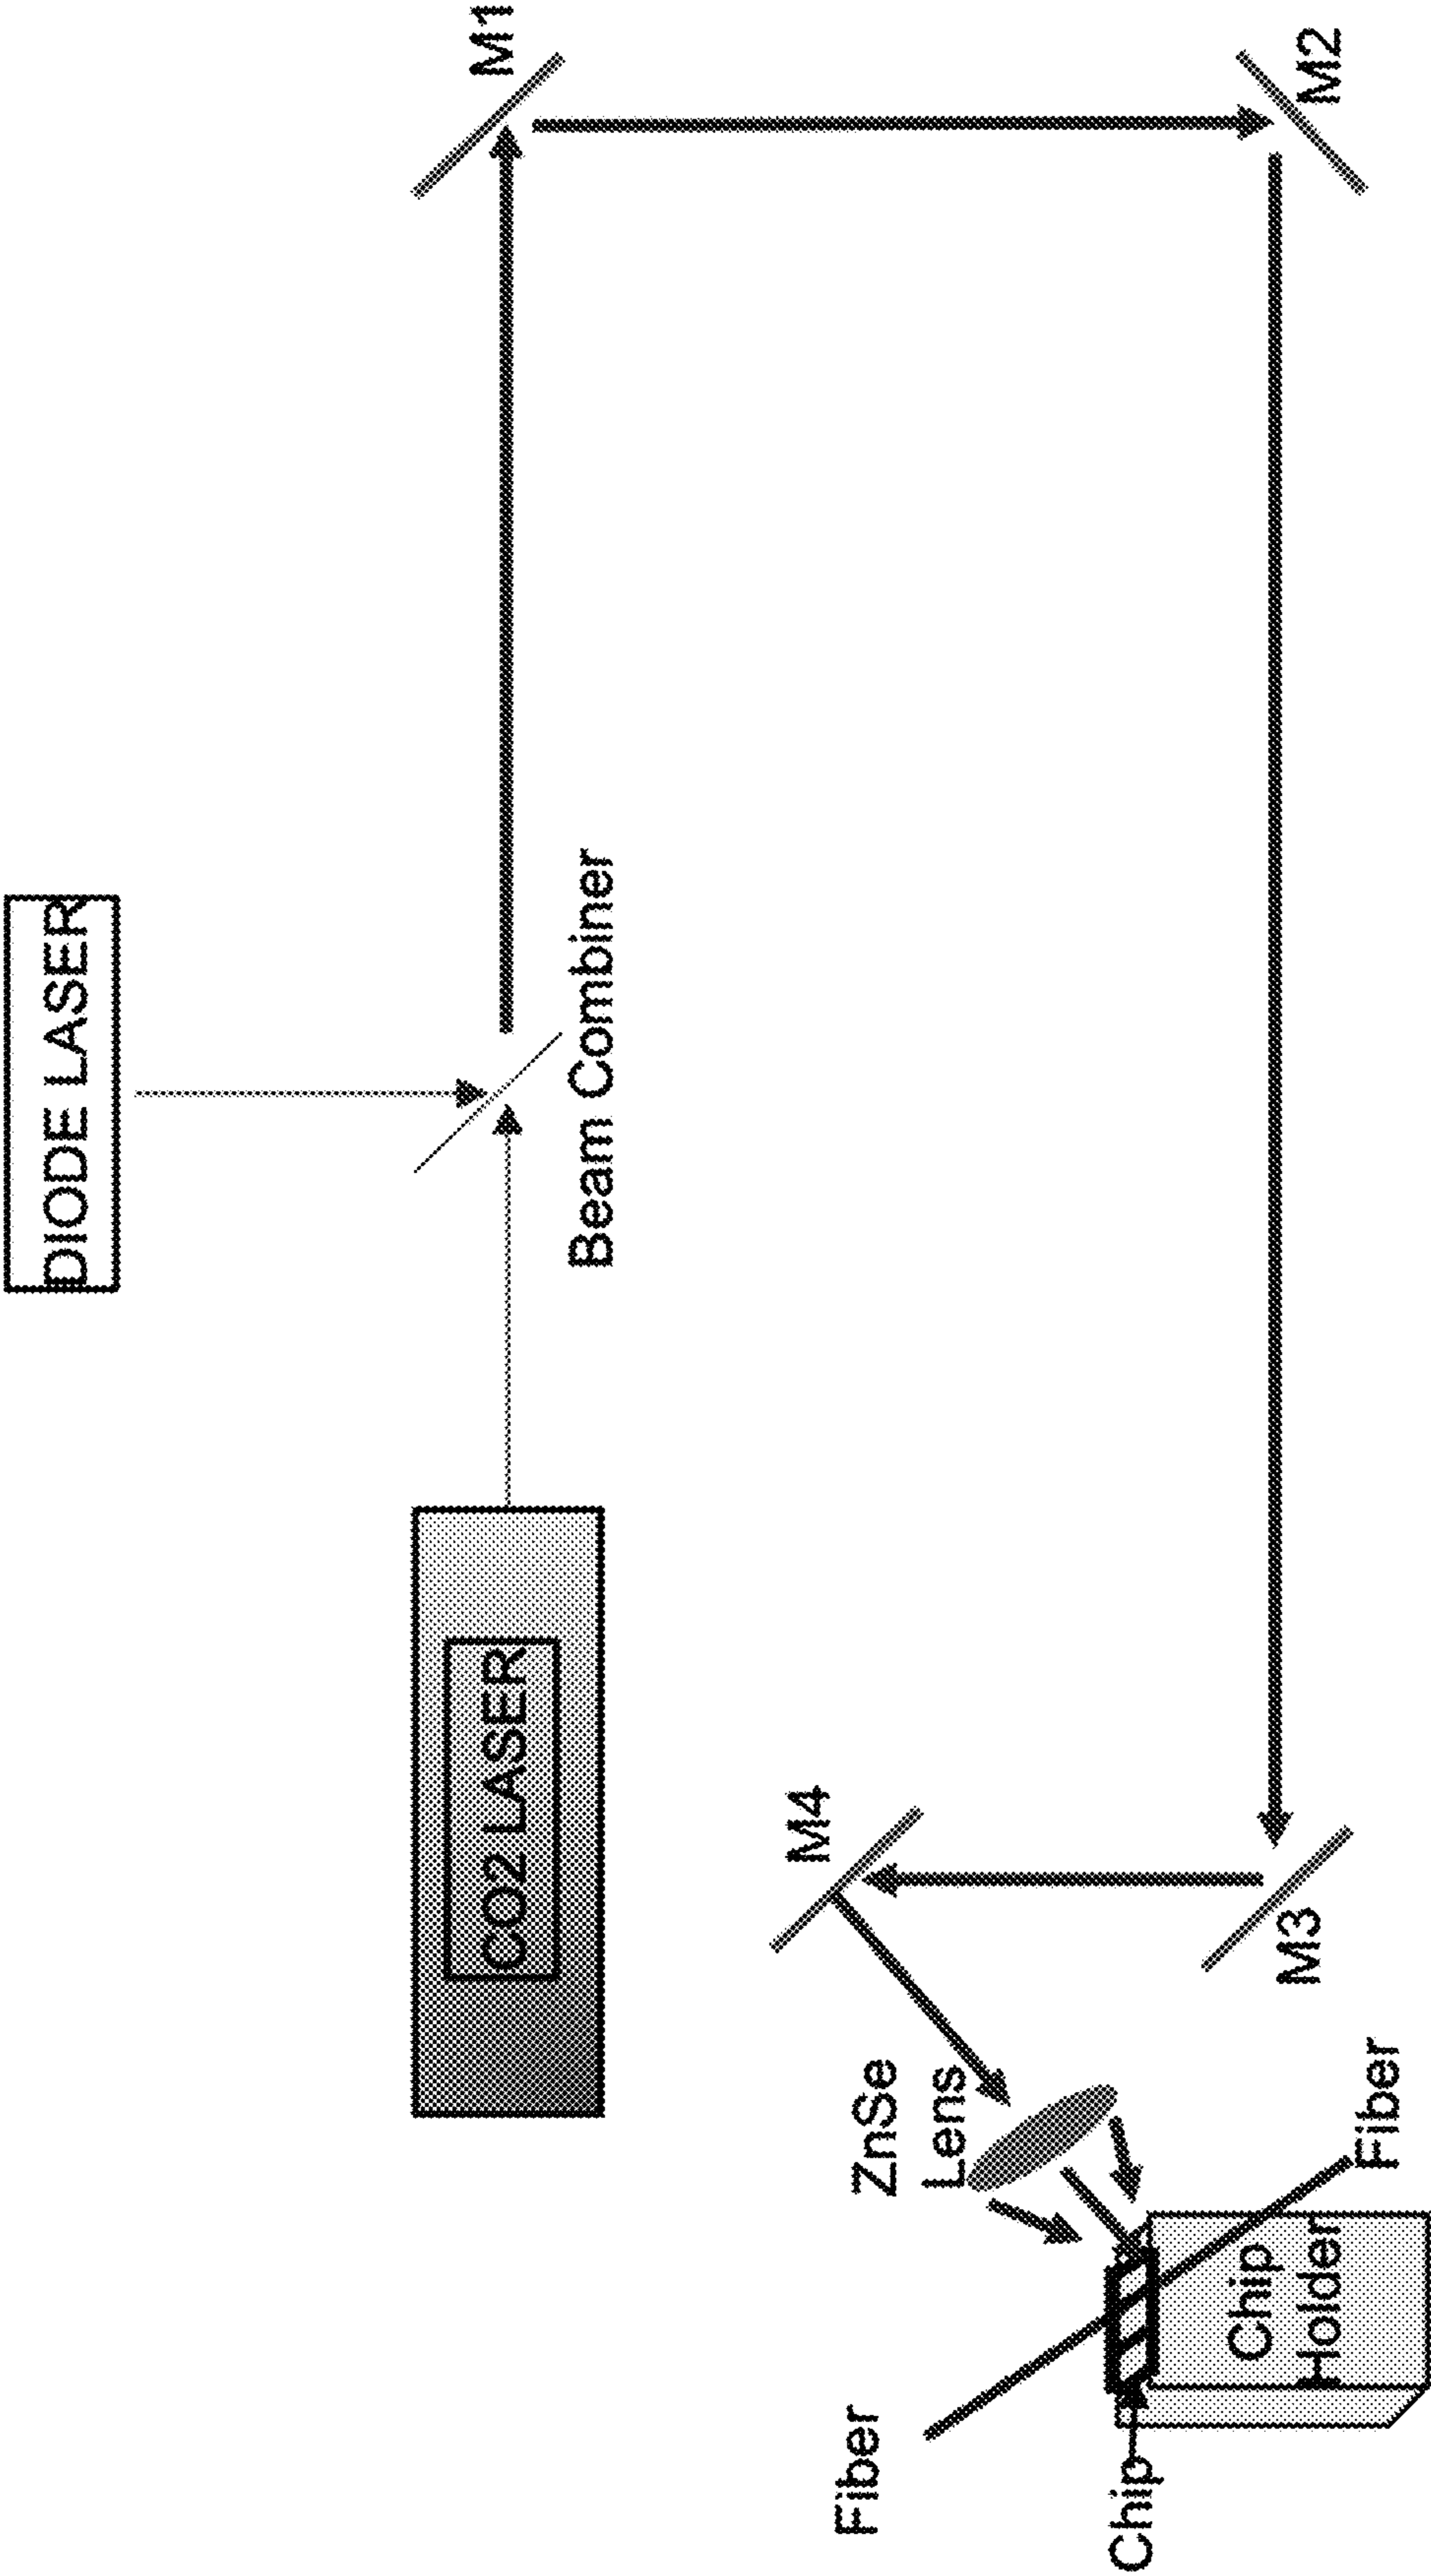 DIODE LASER
CO2 LASER
Beam Combiner
M1
M4
ZnSe
Lens
Fiber
Chip
Chip
Holder
Fiber
M3
M2